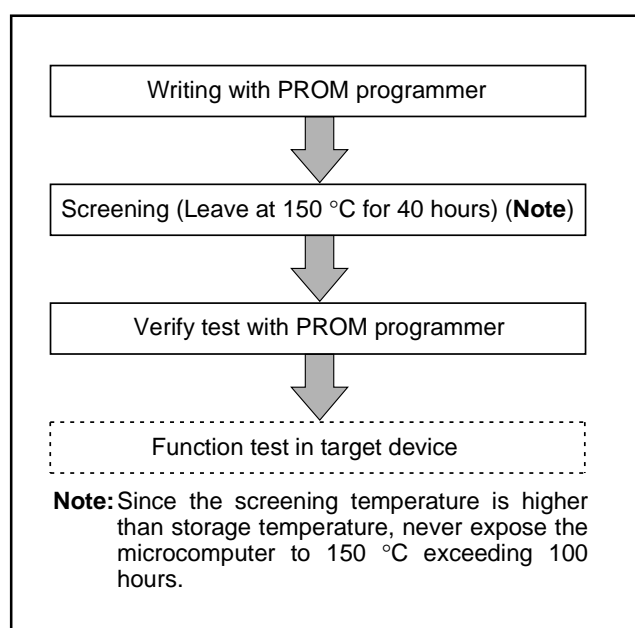 Writing with PROM programmer
Screening (Leave at 150 °C for 40 hours) (Note)
Verify test with PROM programmer
Function test in target device
Note: Since the screening temperature is higher
than storage temperature, never expose the
microcomputer to 150 °C exceeding 100
hours.